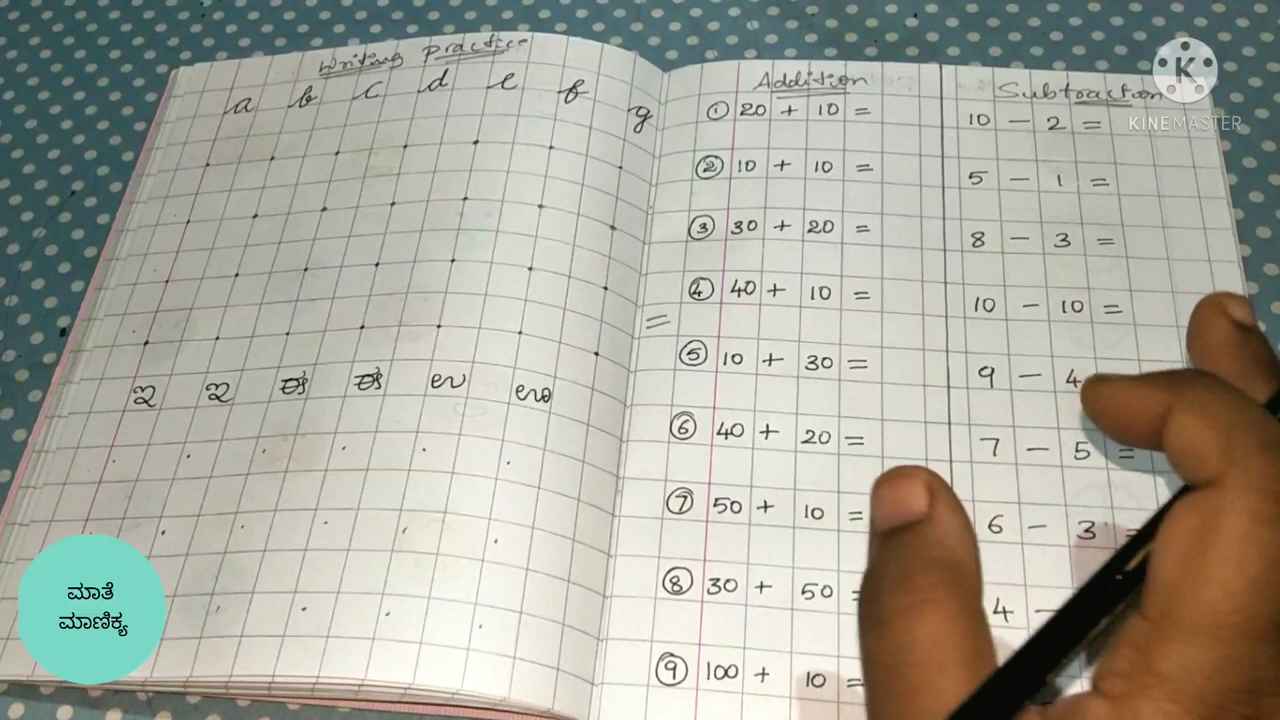 Writing Practice
a b c d e f g
ఇ ఇ ఈ ఈ ల ಲಾ
Addition
① 20 + 10 =
② 10 + 10 =
③ 30 + 20 =
④ 40 + 10 =
=
⑤ 10 + 30 =
⑥ 40 + 20 =
⑦ 50 + 10 =
⑧ 30 + 50 =
⑨ 100 + 10 =
Subtraction
10 - 2 =
5 - 1 =
8 - 3 =
10 - 10 =
9 - 4
7 - 5 =
6 - 3 =
4 -
K
KINEMASTER
ಮಾತೆ
ಮಾಣಿಕ್ಯ